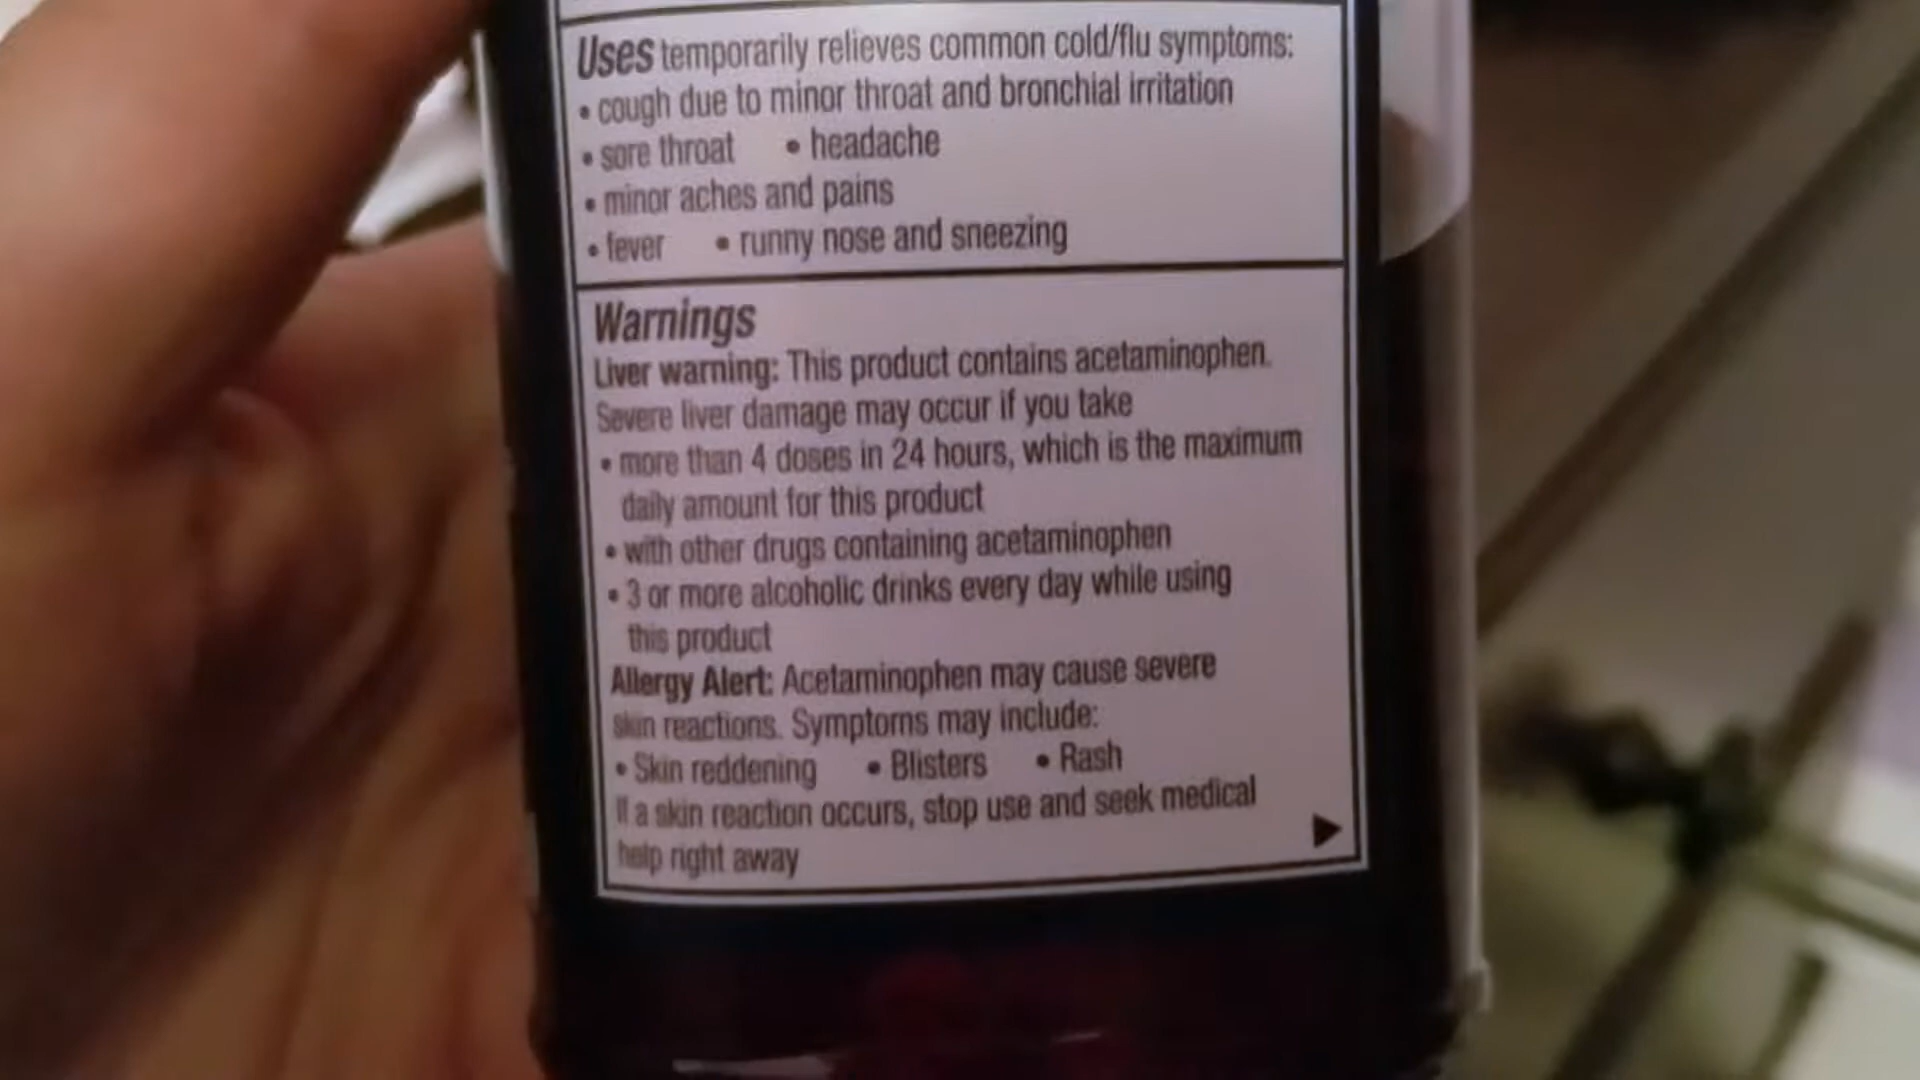 Uses temporarily relieves common cold/flu symptoms:
• cough due to minor throat and bronchial irritation
• sore throat • headache
• minor aches and pains
• fever • runny nose and sneezing
Warnings
Liver warning: This product contains acetaminophen.
Severe liver damage may occur if you take
• more than 4 doses in 24 hours, which is the maximum
daily amount for this product
• with other drugs containing acetaminophen
• 3 or more alcoholic drinks every day while using
this product
Allergy Alert: Acetaminophen may cause severe
skin reactions. Symptoms may include:
• Skin reddening • Blisters • Rash
If a skin reaction occurs, stop use and seek medical
help right away